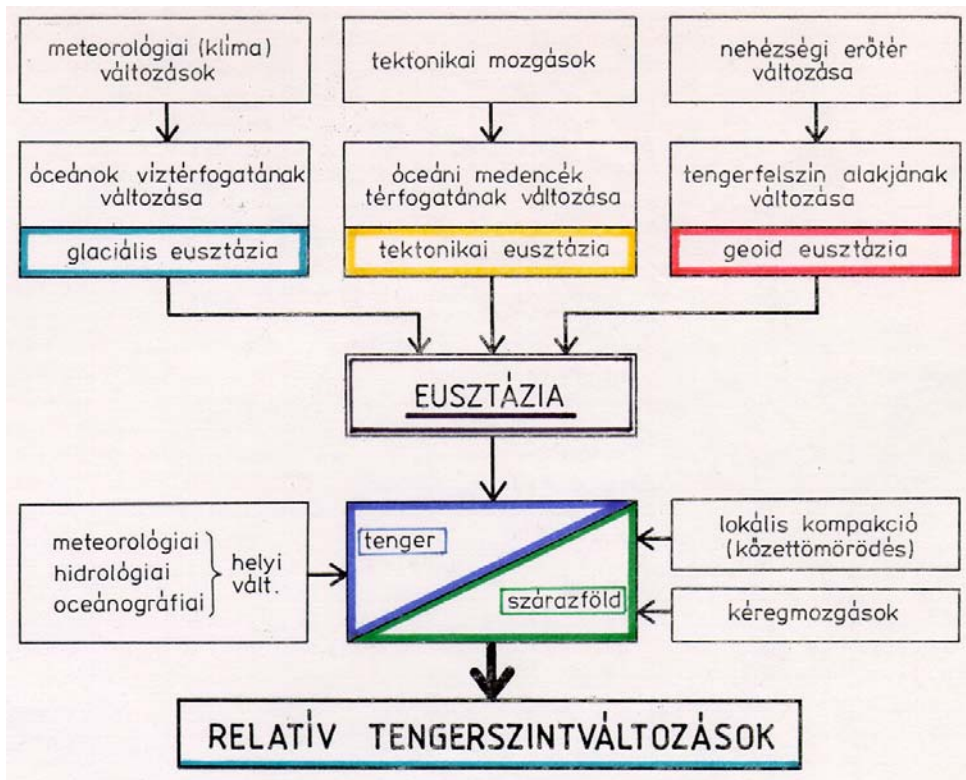 meteorológiai (klíma)
változások
tektonikai mozgások
nehézségi erőtér
változása
óceánok víztérfogatának
változása
glaciális eusztázia
óceáni medencék
térfogatának változása
tektonikai eusztázia
tengerfelszín alakjának
változása
geoid eusztázia
EUSZTÁZIA
meteorológiai
hidrológiai
oceánográfiai
helyi
vált.
tenger
szárazföld
lokális kompakció
(kőzettömörödés)
kéregmozgások
RELATÍV TENGERSZINTVÁLTOZÁSOK